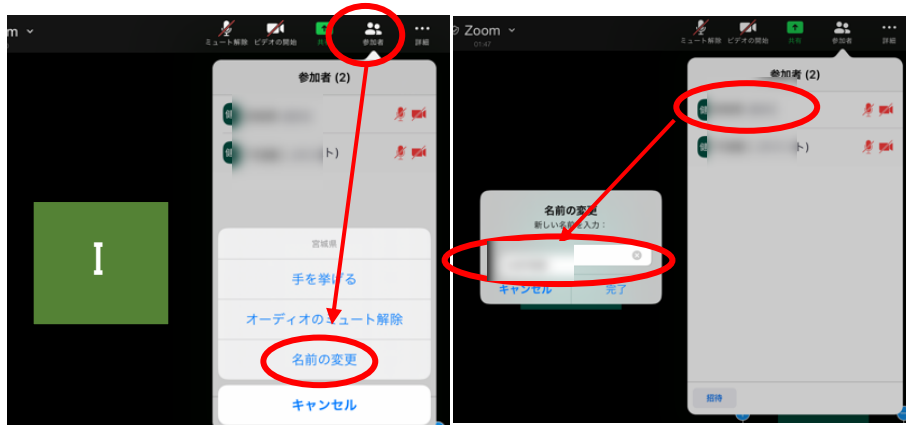 m
ミュート解除 ビデオの開始 共有 参加者 詳細
参加者 (2)
健
健 ト)
I
宮城県
手を挙げる
オーディオのミュート解除
名前の変更
キャンセル
Zoom
01:47
ミュート解除 ビデオの開始 共有 参加者 詳細
参加者 (2)
健
健 ト)
名前の変更
新しい名前を入力：
キャンセル 完了
招待